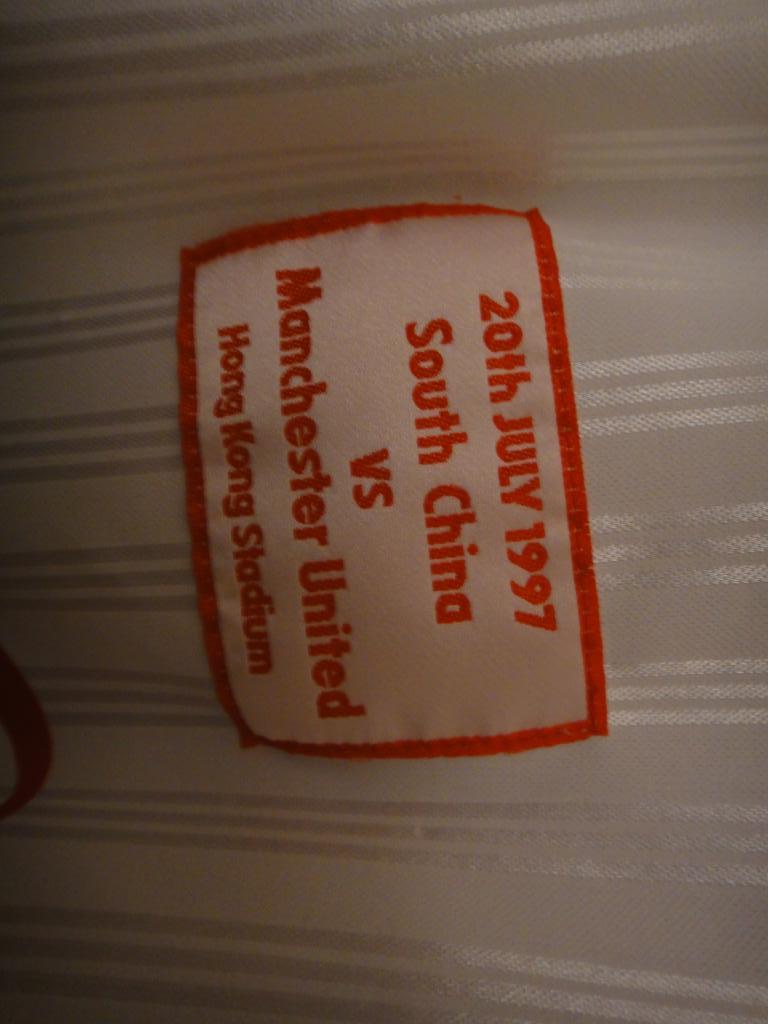 20th JULY 1997
South China
VS
Manchester United
Hong Kong Stadium